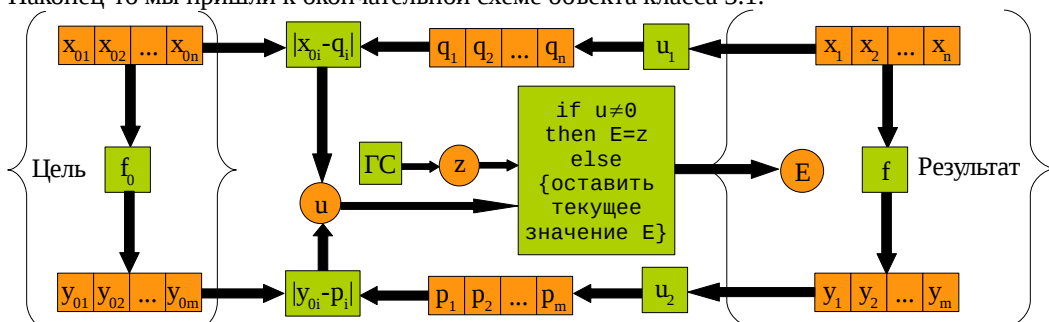 Наконец-то мы пришли к окончательной схеме объекта класса 3.1.
x₀₁ x₀₂ ... x₀ₙ |x₀ᵢ-qᵢ| q₁ q₂ ... qₙ u₁ x₁ x₂ ... xₙ
if u≠0
then E=z
else
{оставить
текущее
значение E}
Цель f₀ ГС z E f Результат
u
y₀₁ y₀₂ ... y₀ₘ |y₀ᵢ-pᵢ| p₁ p₂ ... pₘ u₂ y₁ y₂ ... yₘ